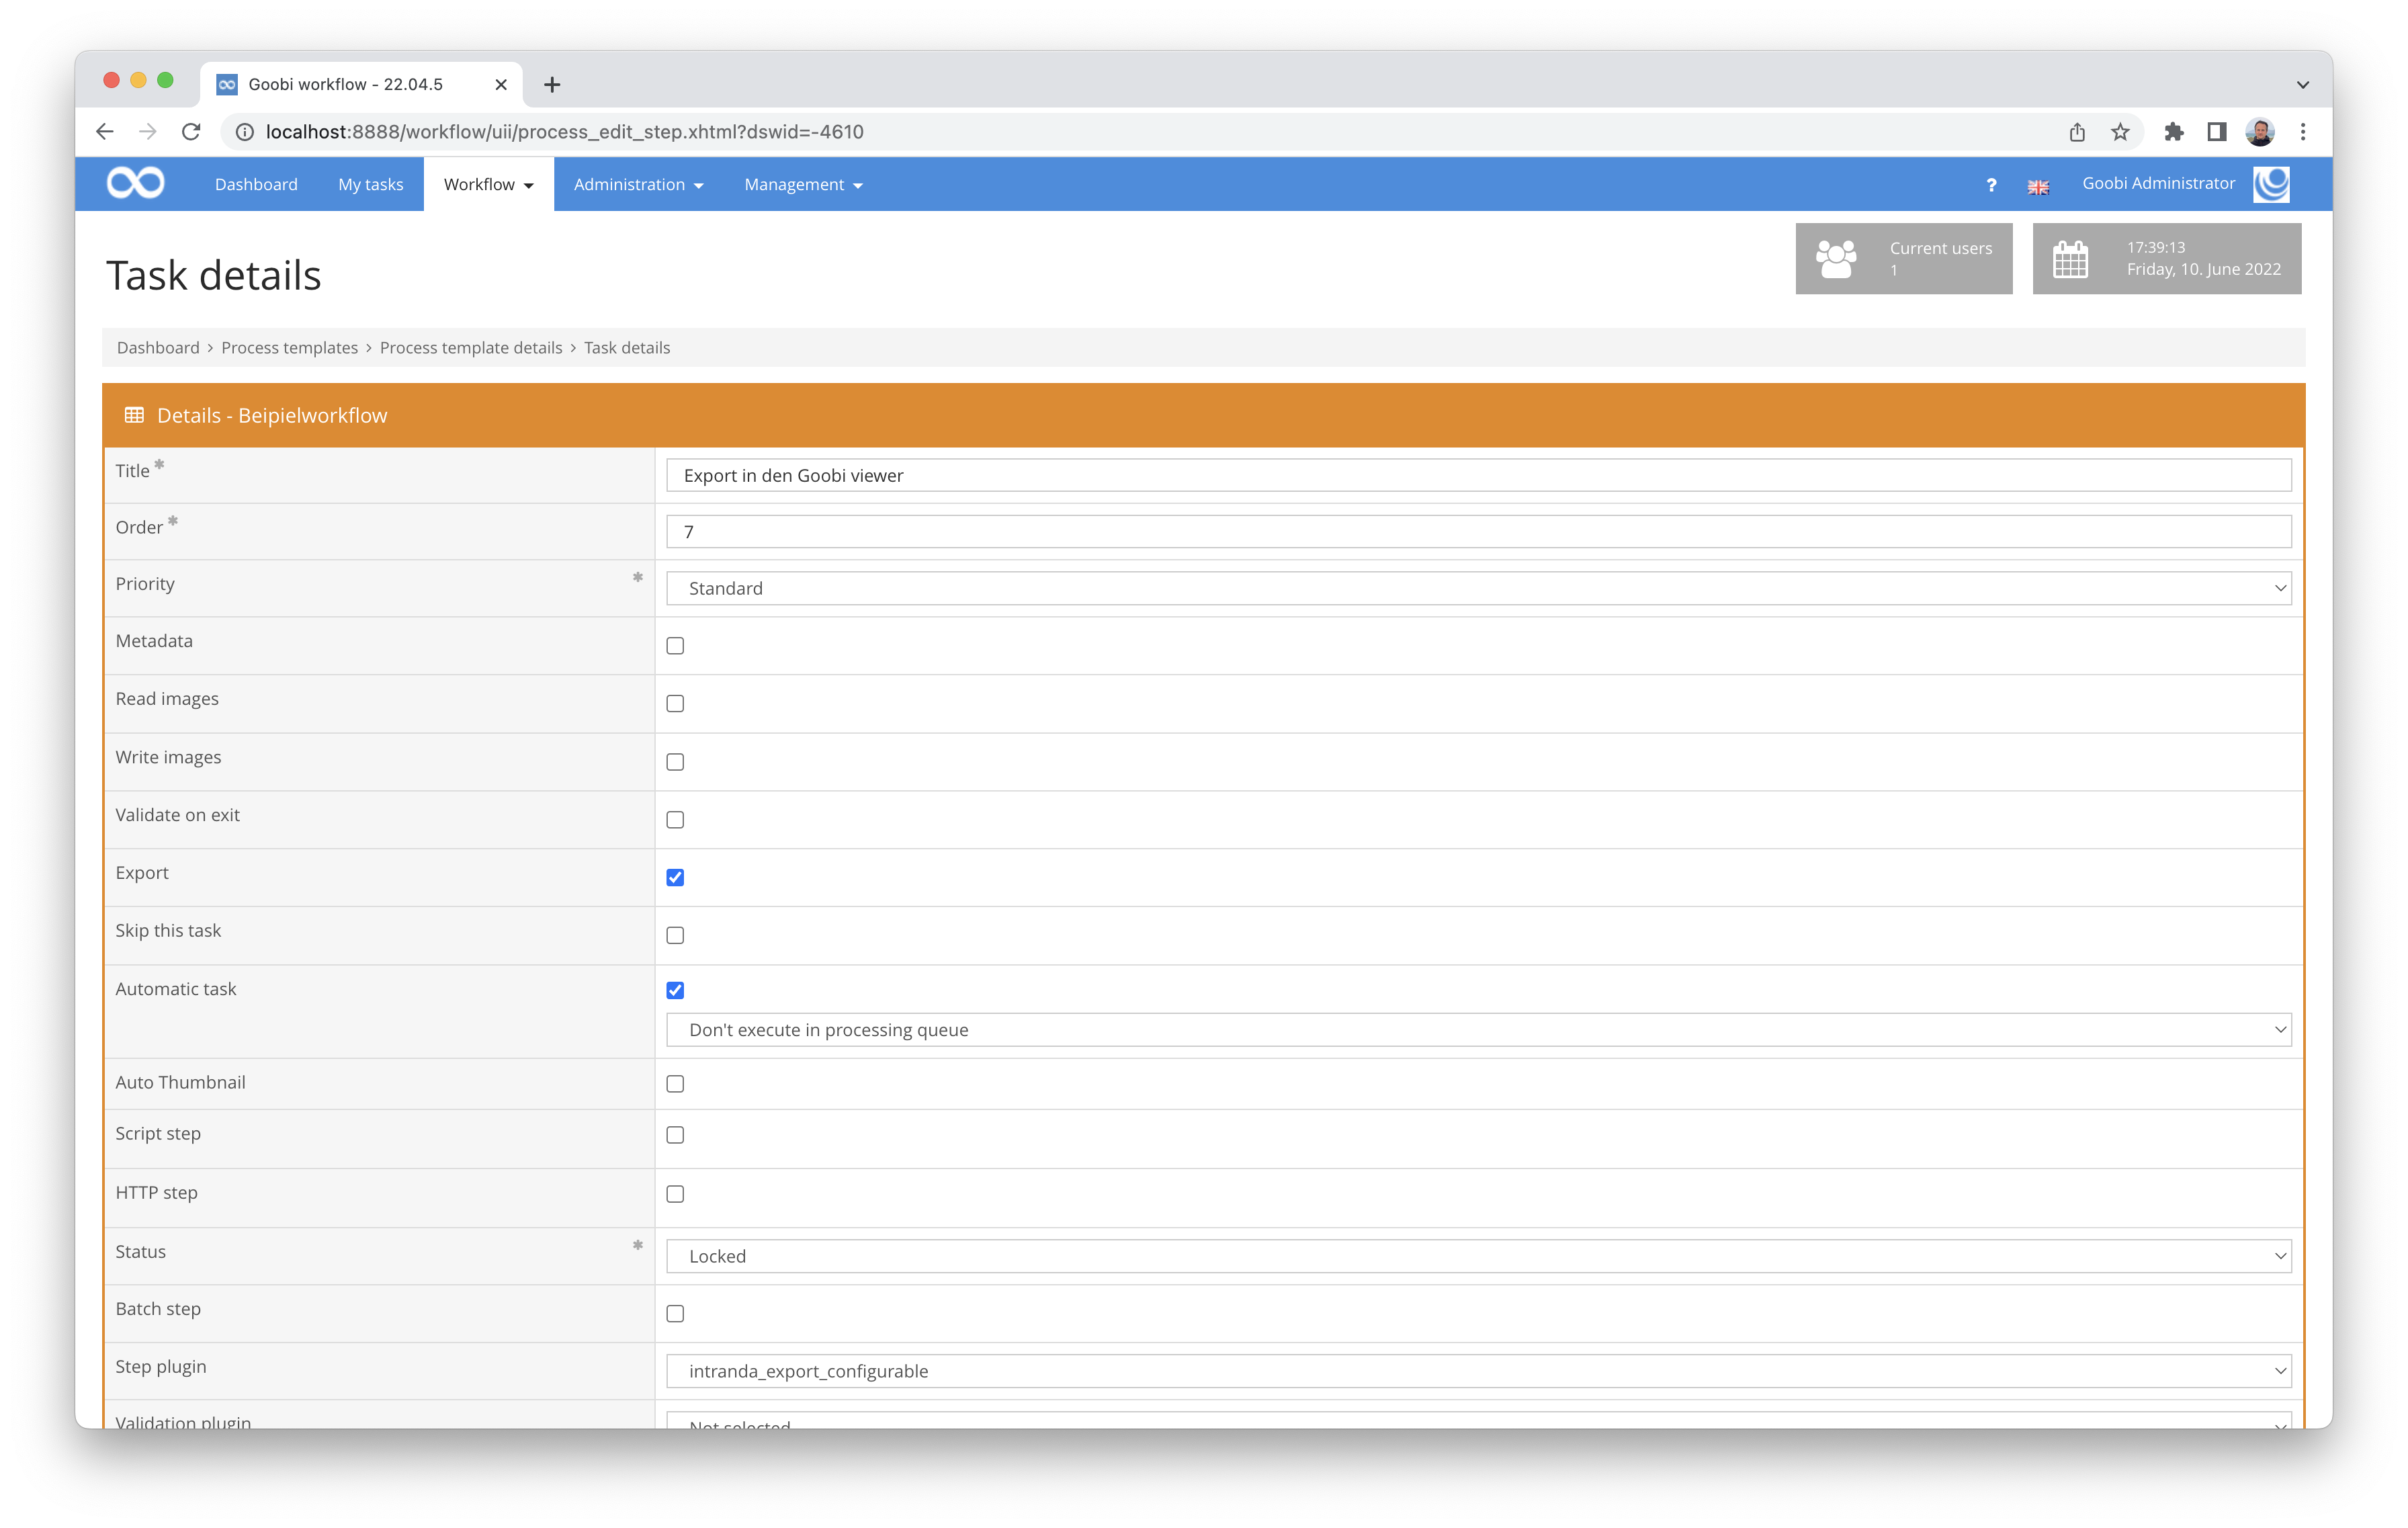 Goobi workflow - 22.04.5
localhost:8888/workflow/uii/process_edit_step.xhtml?dswid=-4610
Dashboard My tasks Workflow Administration Management ? Goobi Administrator
Task details
Current users
1
17:39:13
Friday, 10. June 2022
Dashboard › Process templates › Process template details › Task details
Details - Beipielworkflow
Title * Export in den Goobi viewer
Order * 7
Priority * Standard
Metadata
Read images
Write images
Validate on exit
Export
Skip this task
Automatic task
Don't execute in processing queue
Auto Thumbnail
Script step
HTTP step
Status * Locked
Batch step
Step plugin intranda_export_configurable
Validation plugin Not selected